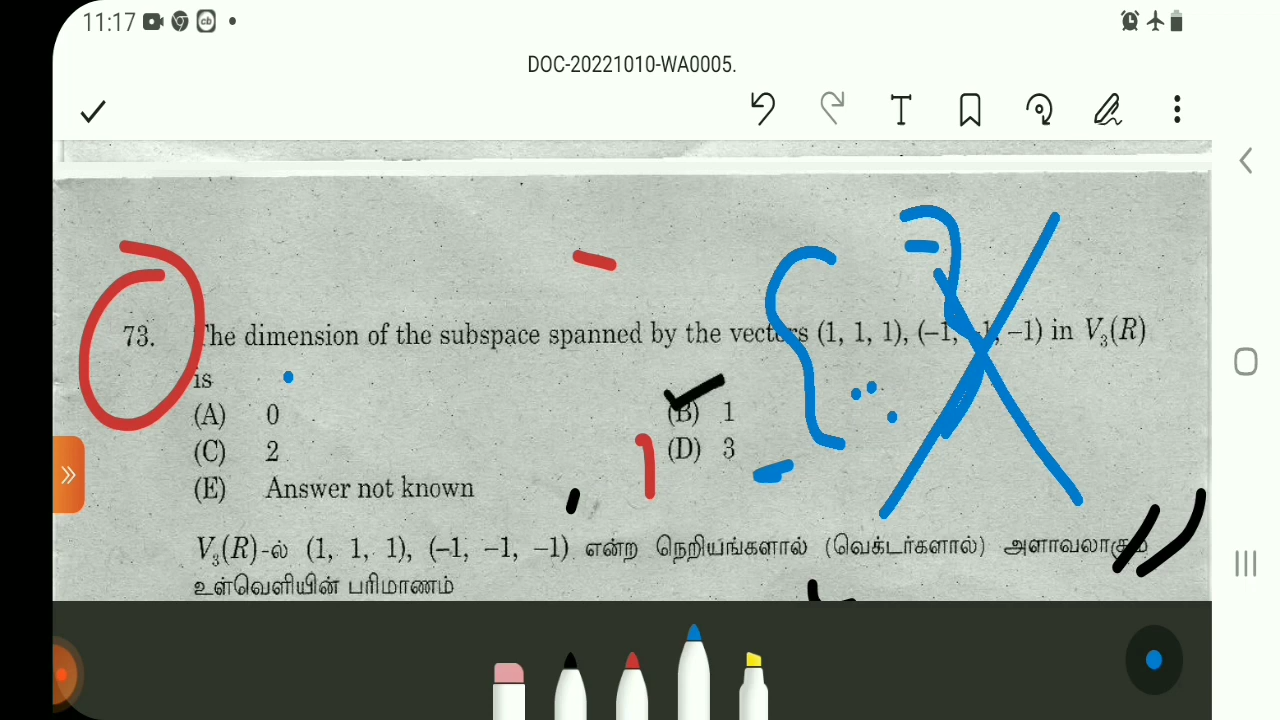 11:17
DOC-20221010-WA0005.
T
73. The dimension of the subspace spanned by the vectors (1, 1, 1), (–1, –1, –1) in V₃(R)
is
(A) 0 (B) 1
(C) 2 (D) 3
(E) Answer not known
V₃(R)-ல் (1, 1, 1), (–1, –1, –1) என்ற நெறியங்களால் (வெக்டர்களால்) அளாவலாகும்
உள்வெளியின் பரிமாணம்